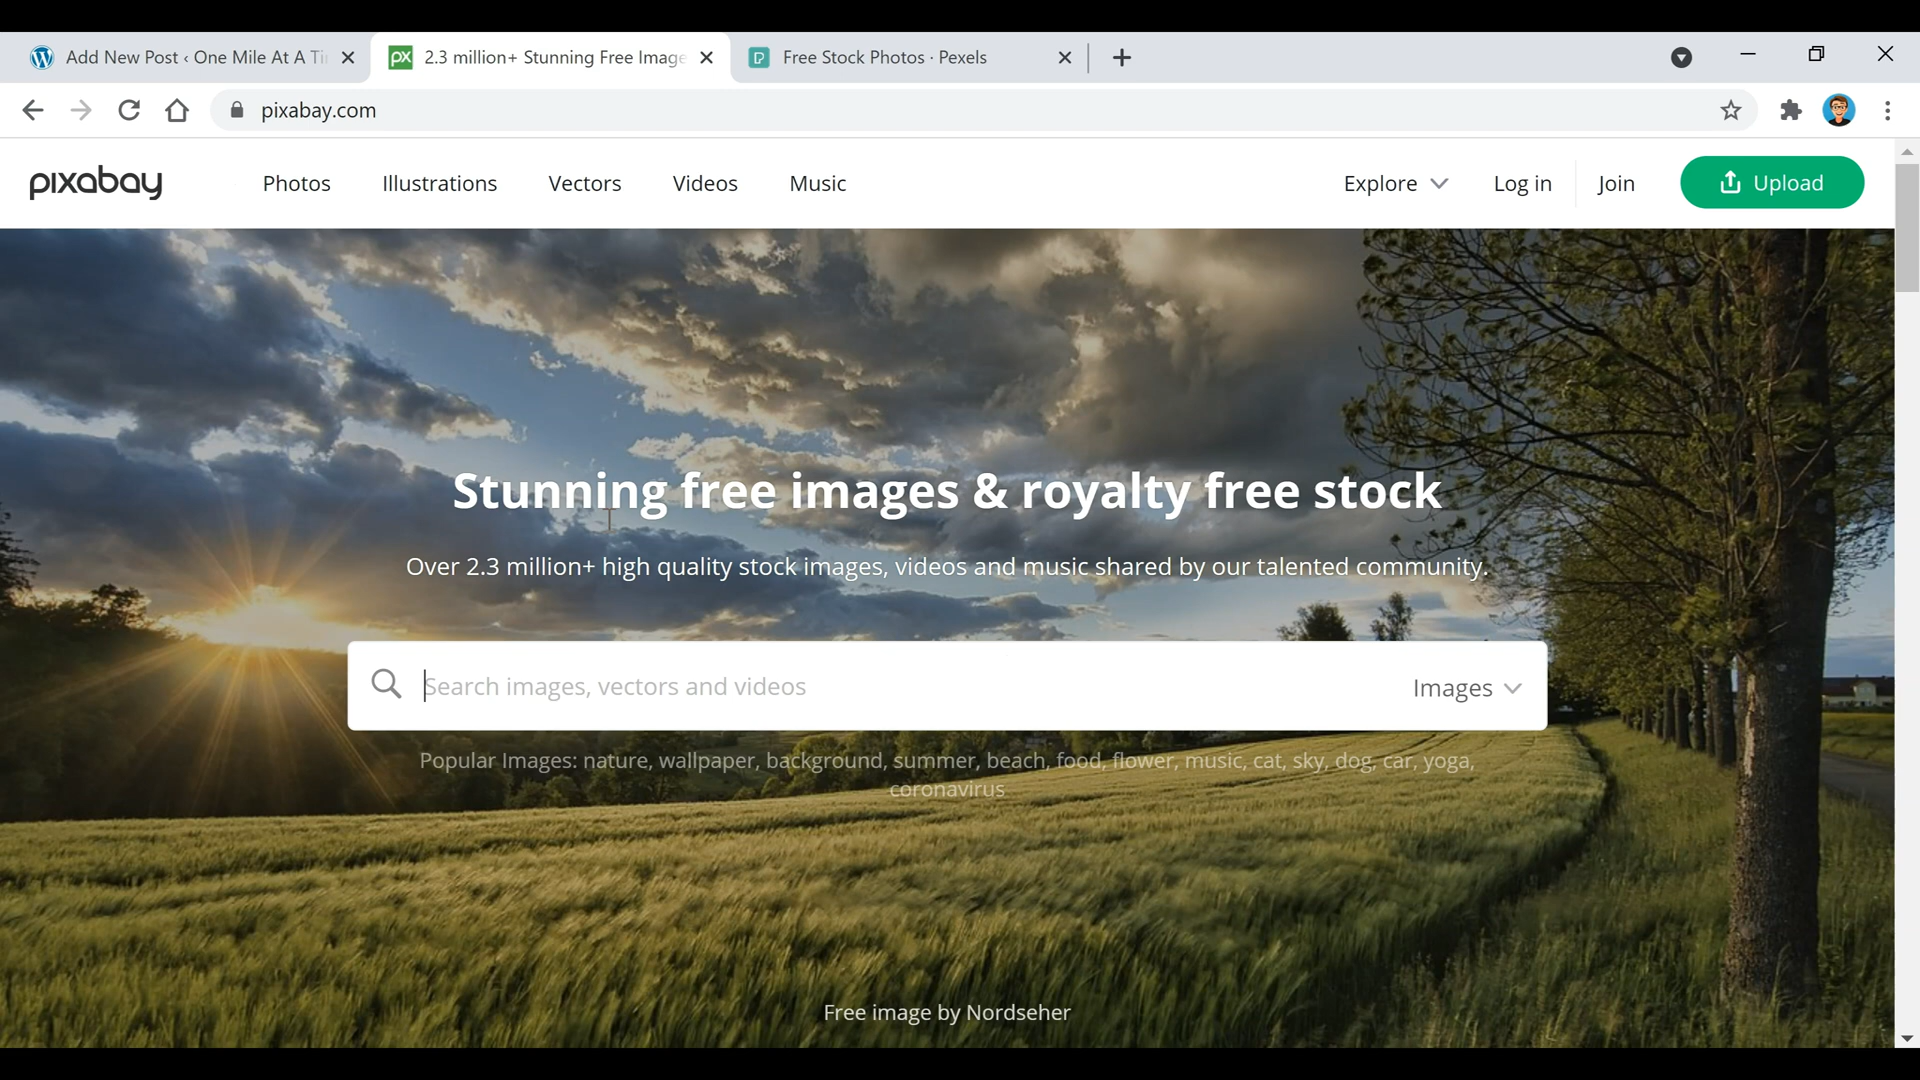 Add New Post ‹ One Mile At A Ti
2.3 million+ Stunning Free Image
Free Stock Photos · Pexels
pixabay.com
pixabay
Photos
Illustrations
Vectors
Videos
Music
Explore
Log in
Join
Upload
Stunning free images & royalty free stock
Over 2.3 million+ high quality stock images, videos and music shared by our talented community.
Search images, vectors and videos
Images
Popular Images: nature, wallpaper, background, summer, beach, food, flower, music, cat, sky, dog, car, yoga,
coronavirus
Free image by Nordseher